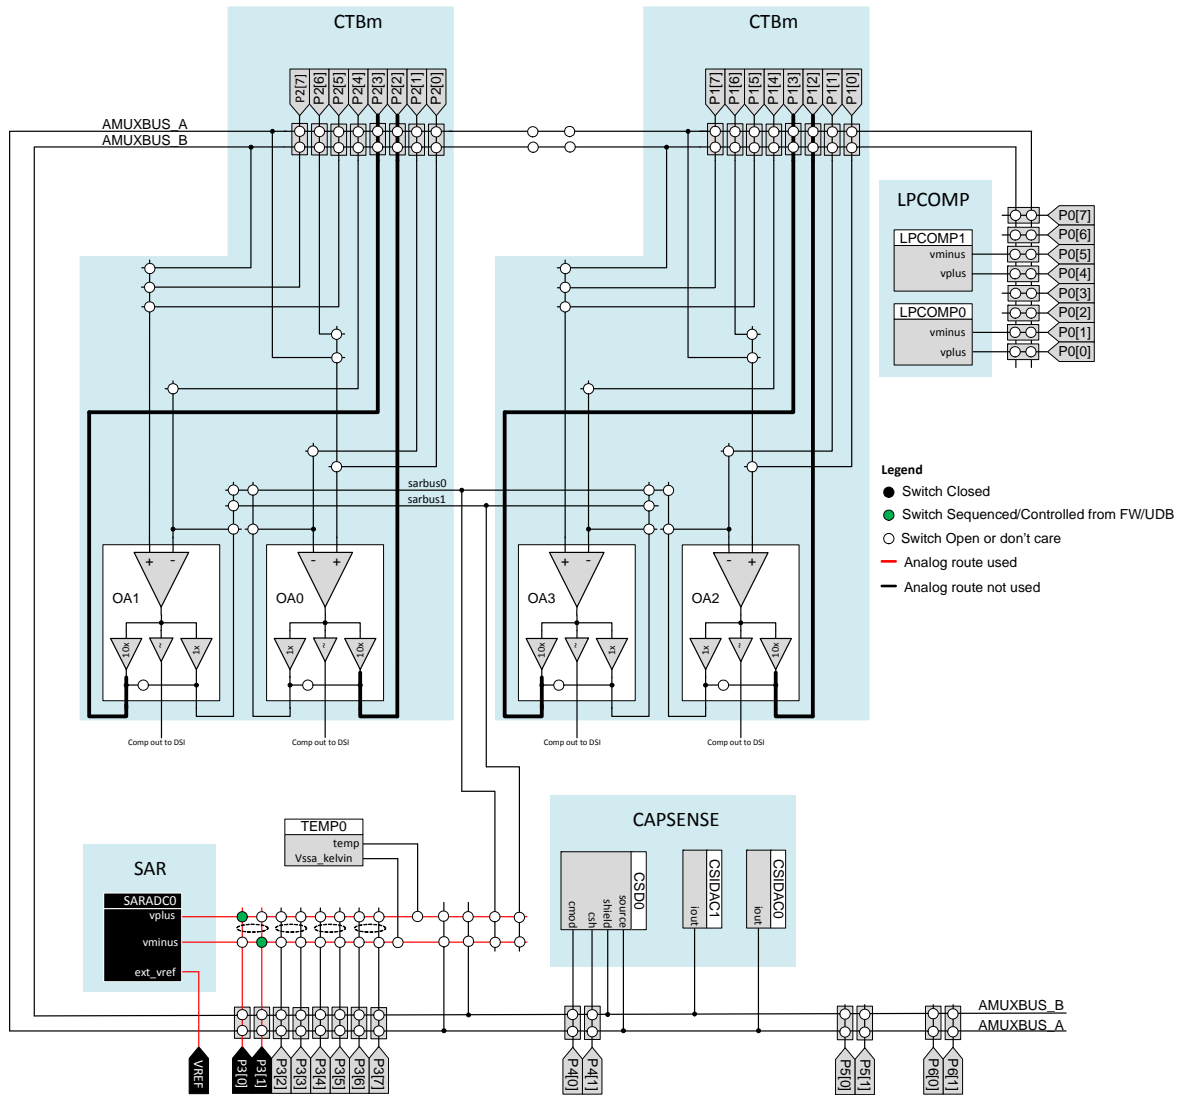 CTBm
CTBm
P2[7]
P2[6]
P2[5]
P2[4]
P2[3]
P2[2]
P2[1]
P2[0]
P1[7]
P1[6]
P1[5]
P1[4]
P1[3]
P1[2]
P1[1]
P1[0]
AMUXBUS_A
AMUXBUS_B
LPCOMP
LPCOMP1
vminus
vplus
LPCOMP0
vminus
vplus
P0[7]
P0[6]
P0[5]
P0[4]
P0[3]
P0[2]
P0[1]
P0[0]
Legend
Switch Closed
Switch Sequenced/Controlled from FW/UDB
Switch Open or don't care
Analog route used
Analog route not used
sarbus0
sarbus1
+ -
OA1
10x
~
1x
- +
OA0
1x
~
10x
+ -
OA3
10x
~
1x
- +
OA2
1x
~
10x
Comp out to DSI
Comp out to DSI
Comp out to DSI
Comp out to DSI
TEMP0
temp
Vssa_kelvin
SAR
SARADC0
vplus
vminus
ext_vref
CAPSENSE
CSD0
cmod
csh
shield
source
CSIDAC1
iout
CSIDAC0
iout
AMUXBUS_B
AMUXBUS_A
VREF
P3[0]
P3[1]
P3[2]
P3[3]
P3[4]
P3[5]
P3[6]
P3[7]
P4[0]
P4[1]
P5[0]
P5[1]
P6[0]
P6[1]